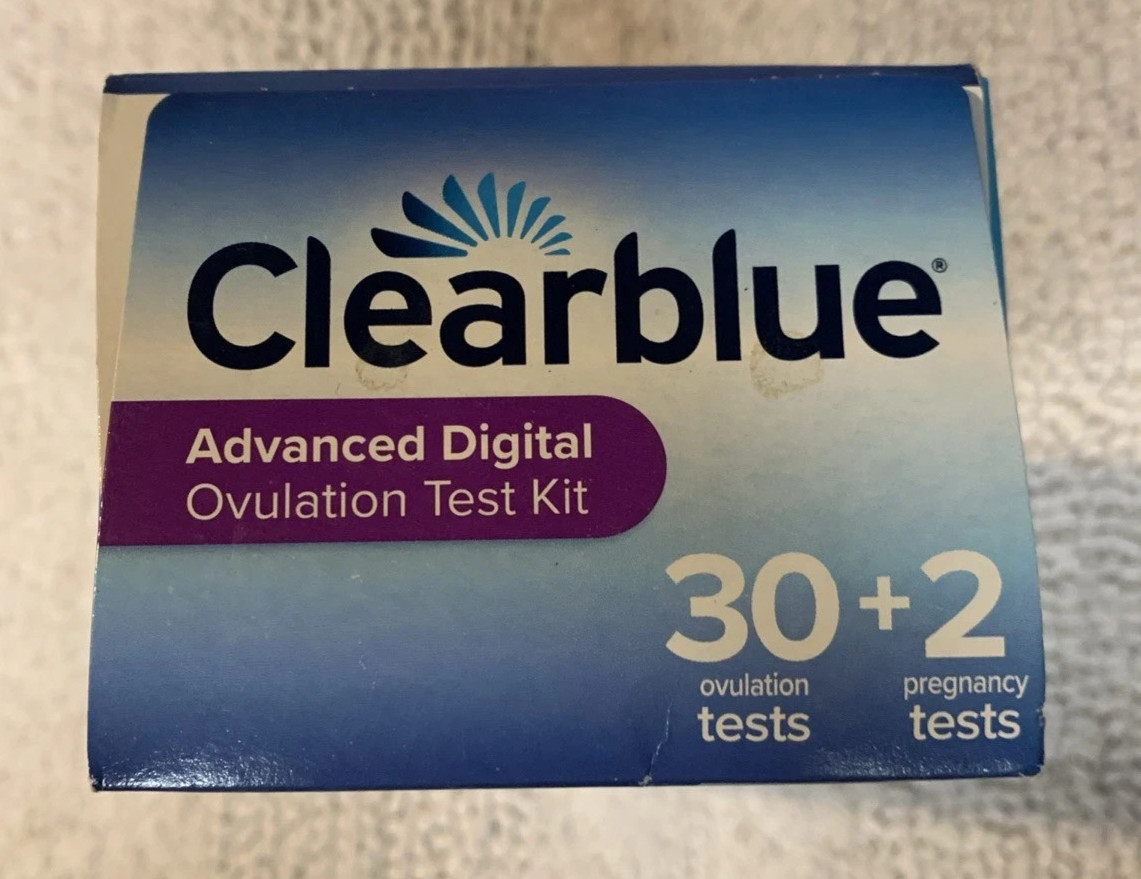 Clearblue®
Advanced Digital
Ovulation Test Kit
30 + 2
ovulation pregnancy
tests tests